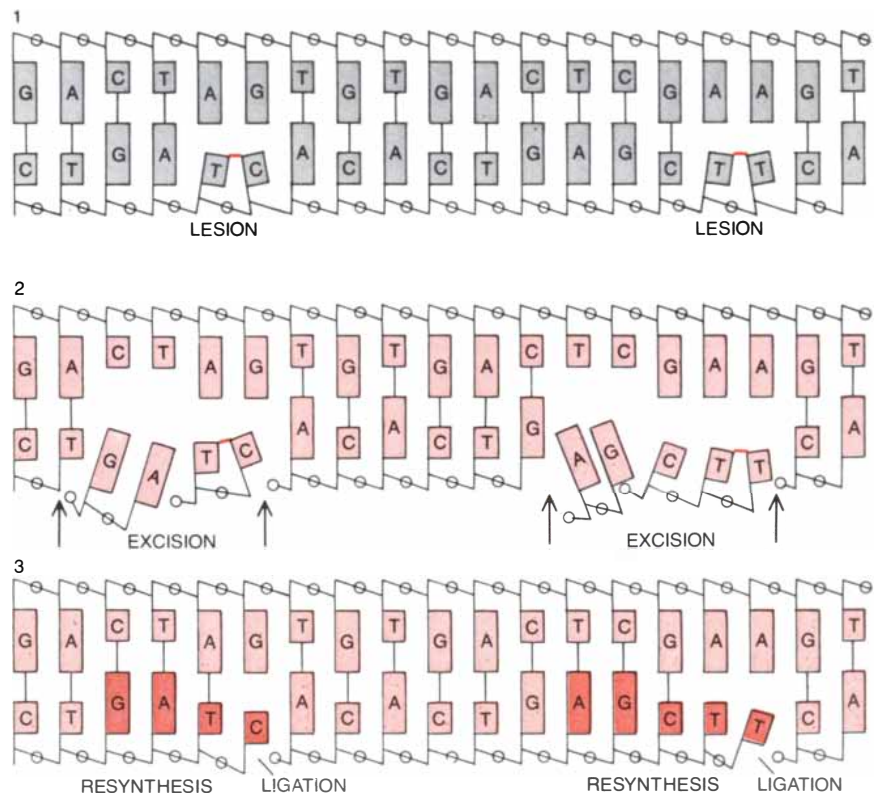 1
G A C T A G T G T G A C T C G A A G T
C T G A T C A C A C T G A G C T T C A
LESION LESION
2
G A C T A G T G T G A C T C G A A G T
C T G A T C A C A C T G A G C T T C A
EXCISION EXCISION
3
G A C T A G T G T G A C T C G A A G T
C T G A T C A C A C T G A G C T T C A
RESYNTHESIS LIGATION RESYNTHESIS LIGATION